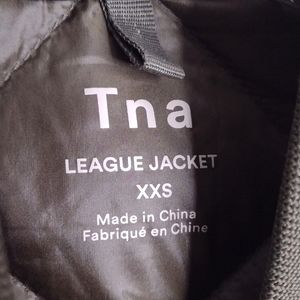 Tna
LEAGUE JACKET
XXS
Made in China
Fabriqué en Chine